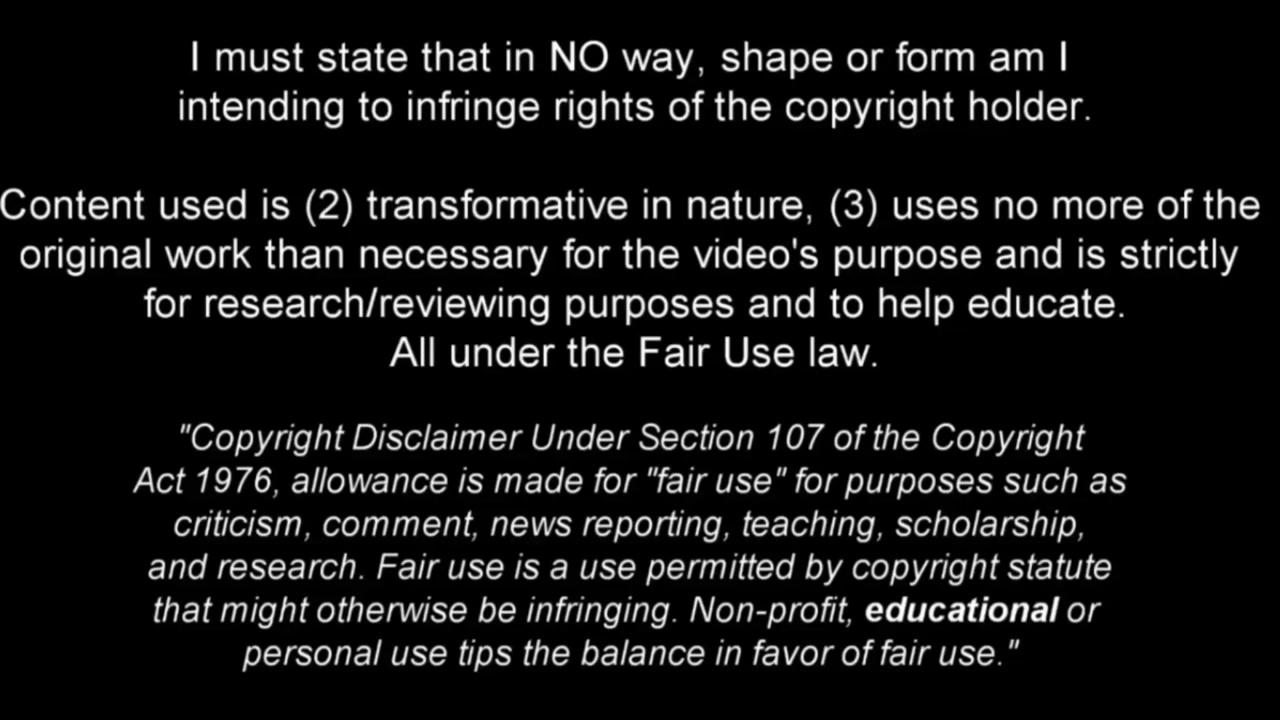 I must state that in NO way, shape or form am I
intending to infringe rights of the copyright holder.
Content used is (2) transformative in nature, (3) uses no more of the
original work than necessary for the video's purpose and is strictly
for research/reviewing purposes and to help educate.
All under the Fair Use law.
"Copyright Disclaimer Under Section 107 of the Copyright
Act 1976, allowance is made for "fair use" for purposes such as
criticism, comment, news reporting, teaching, scholarship,
and research. Fair use is a use permitted by copyright statute
that might otherwise be infringing. Non-profit, educational or
personal use tips the balance in favor of fair use."